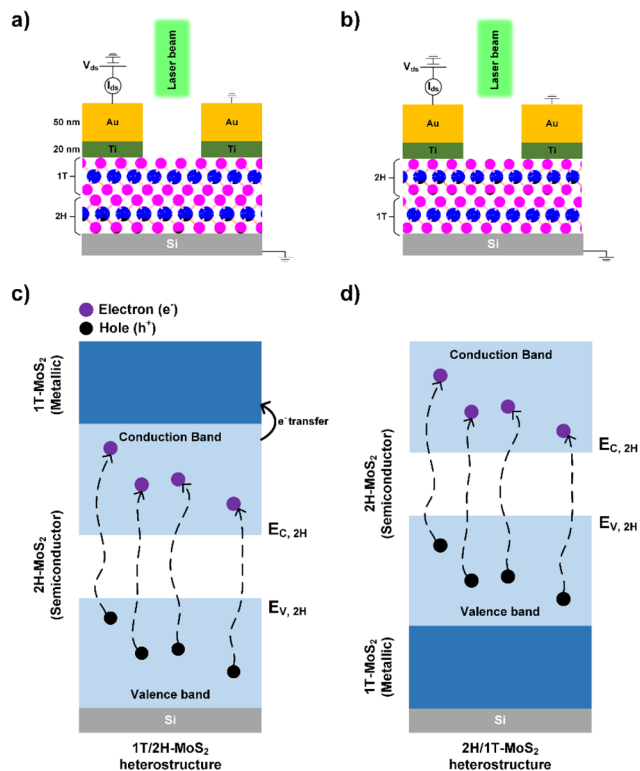 a)
Laser beam
Vds
Ids
50 nm
Au
Au
20 nm
Ti
Ti
1T
2H
Si
b)
Laser beam
Vds
Ids
Au
Au
Ti
Ti
2H
1T
Si
c)
Electron (e-)
Hole (h+)
1T-MoS2
(Metallic)
e- transfer
Conduction Band
EC, 2H
2H-MoS2
(Semiconductor)
EV, 2H
Valence band
Si
1T/2H-MoS2
heterostructure
d)
Conduction Band
EC, 2H
2H-MoS2
(Semiconductor)
EV, 2H
Valence band
1T-MoS2
(Metallic)
Si
2H/1T-MoS2
heterostructure